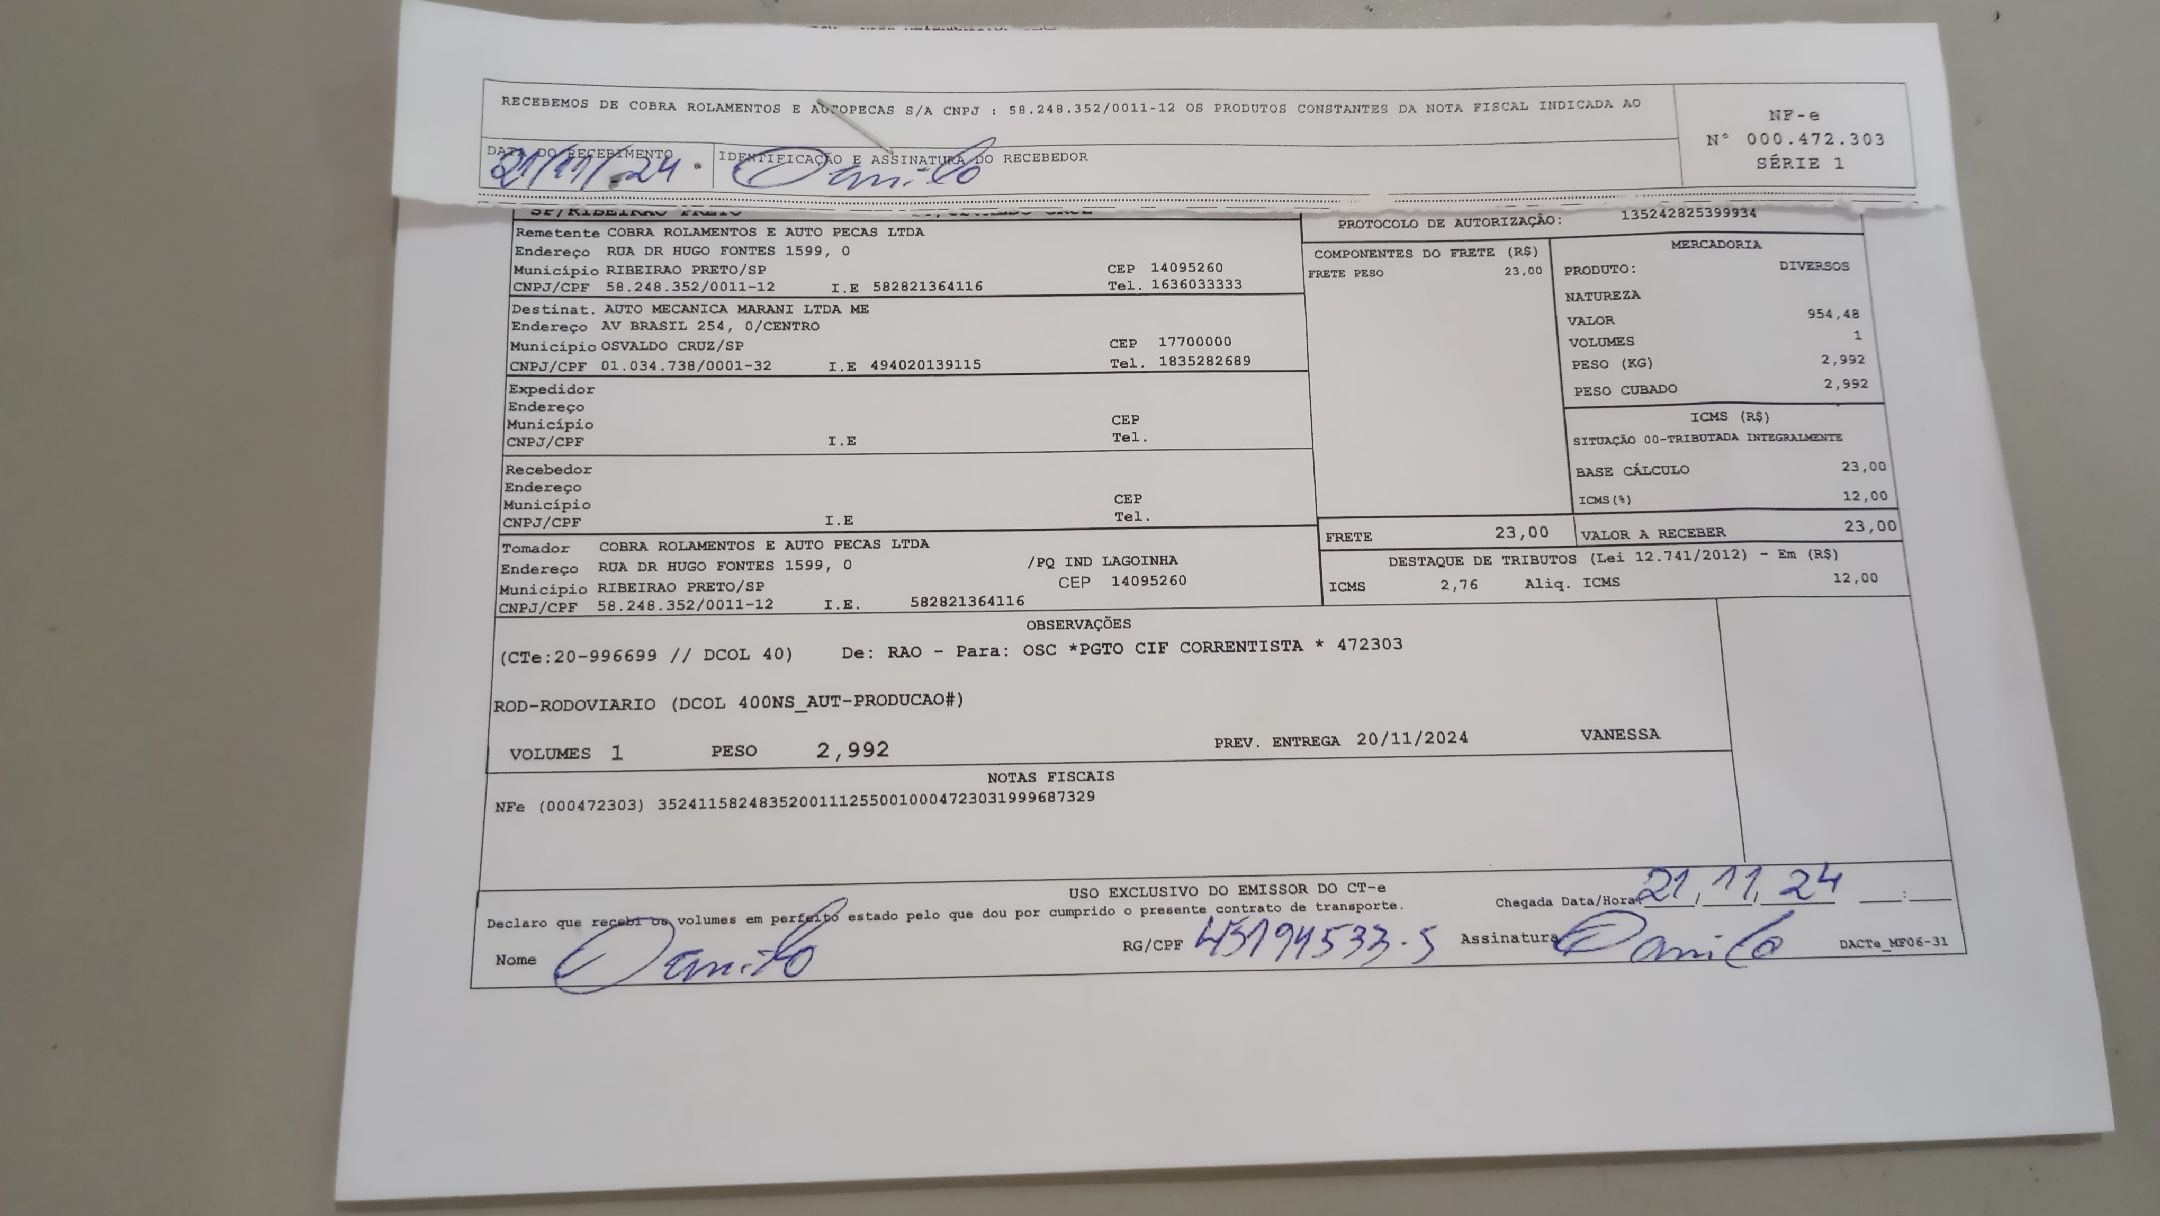 RECEBEMOS DE COBRA ROLAMENTOS E AUTOPECAS S/A CNPJ : 58.248.352/0011-12 OS PRODUTOS CONSTANTES DA NOTA FISCAL INDICADA AO
NF-e
Nº 000.472.303
SÉRIE 1
DATA DO RECEBIMENTO IDENTIFICAÇÃO E ASSINATURA DO RECEBEDOR
21/11/24 Danilo
SP/RIBEIRAO PRETO
PROTOCOLO DE AUTORIZAÇÃO: 135242825399934
Remetente COBRA ROLAMENTOS E AUTO PECAS LTDA
Endereço RUA DR HUGO FONTES 1599, 0
Município RIBEIRAO PRETO/SP CEP 14095260
CNPJ/CPF 58.248.352/0011-12 I.E 582821364116 Tel. 1636033333
Destinat. AUTO MECANICA MARANI LTDA ME
Endereço AV BRASIL 254, 0/CENTRO
Município OSVALDO CRUZ/SP CEP 17700000
CNPJ/CPF 01.034.738/0001-32 I.E 494020139115 Tel. 1835282689
Expedidor
Endereço
Município CEP
CNPJ/CPF I.E Tel.
Recebedor
Endereço
Município CEP
CNPJ/CPF I.E Tel.
Tomador COBRA ROLAMENTOS E AUTO PECAS LTDA
Endereço RUA DR HUGO FONTES 1599, 0 /PQ IND LAGOINHA
Município RIBEIRAO PRETO/SP CEP 14095260
CNPJ/CPF 58.248.352/0011-12 I.E. 582821364116
COMPONENTES DO FRETE (R$)
FRETE PESO 23,00
MERCADORIA
PRODUTO: DIVERSOS
NATUREZA
VALOR 954,48
VOLUMES 1
PESO (KG) 2,992
PESO CUBADO 2,992
ICMS (R$)
SITUAÇÃO 00-TRIBUTADA INTEGRALMENTE
BASE CÁLCULO 23,00
ICMS(%) 12,00
FRETE 23,00 VALOR A RECEBER 23,00
DESTAQUE DE TRIBUTOS (Lei 12.741/2012) - Em (R$)
ICMS 2,76 Aliq. ICMS 12,00
OBSERVAÇÕES
(CTe:20-996699 // DCOL 40) De: RAO - Para: OSC *PGTO CIF CORRENTISTA * 472303
ROD-RODOVIARIO (DCOL 400NS_AUT-PRODUCAO#)
VOLUMES 1 PESO 2,992 PREV. ENTREGA 20/11/2024 VANESSA
NOTAS FISCAIS
NFe (000472303) 35241158248352001112550010004723031999687329
USO EXCLUSIVO DO EMISSOR DO CT-e
Declaro que recebi os volumes em perfeito estado pelo que dou por cumprido o presente contrato de transporte. Chegada Data/Hora: 21/11/24 :
Nome Danilo RG/CPF 45194533-5 Assinatura Danilo DACTe_MF06-31